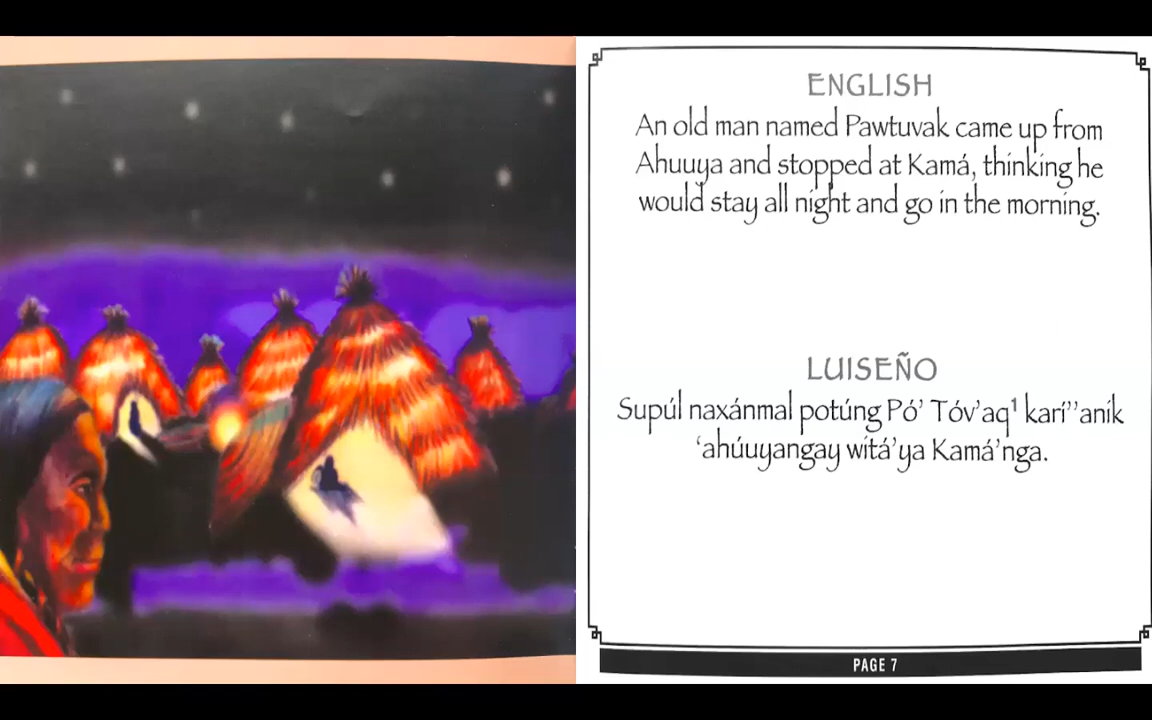 ENGLISH
An old man named Pawtuvak came up from
Ahuuya and stopped at Kamá, thinking he
would stay all night and go in the morning.
LUISEÑO
Supúl naxánmal potúng Pó’ Tóv’aq¹ karí’’aník
‘ahúuyangay witá’ya Kamá’nga.
PAGE 7